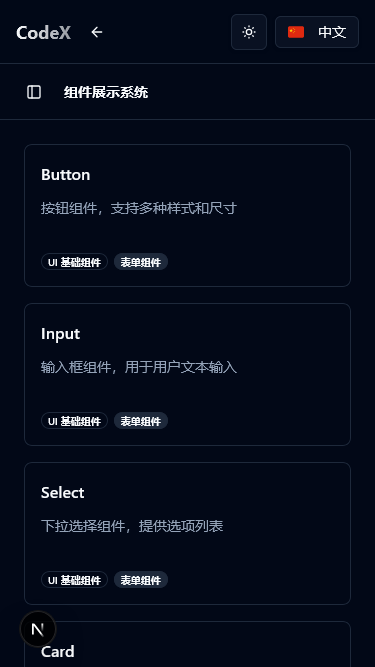 CodeX
中文
组件展示系统
Button
按钮组件，支持多种样式和尺寸
UI 基础组件 表单组件
Input
输入框组件，用于用户文本输入
UI 基础组件 表单组件
Select
下拉选择组件，提供选项列表
UI 基础组件 表单组件
N
Card